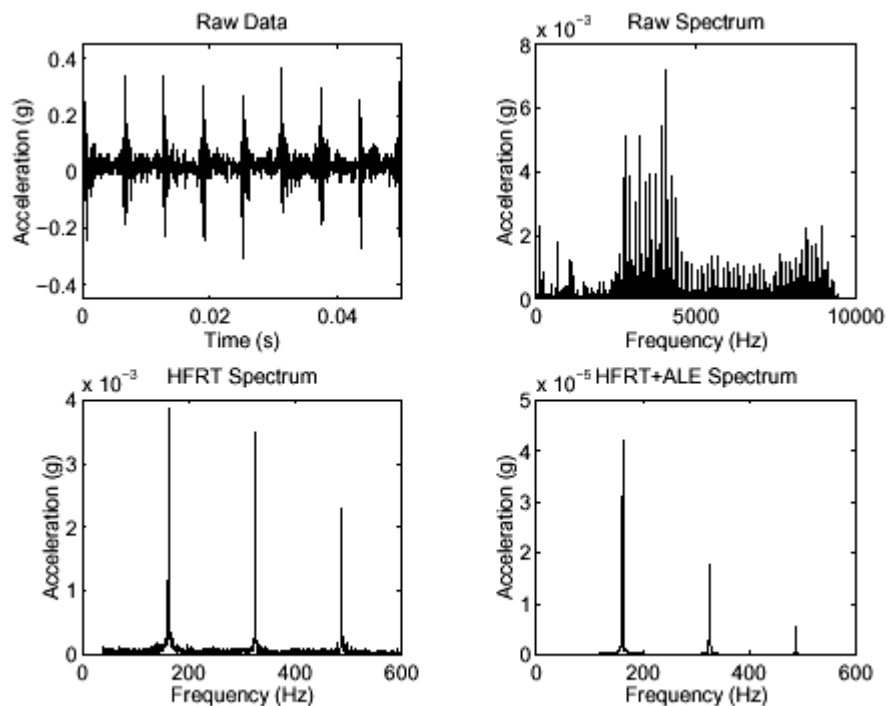 Raw Data
Acceleration (g)
0.4
0.2
0
−0.2
−0.4
0
0.02
0.04
Time (s)
x 10⁻³
Raw Spectrum
Acceleration (g)
8
6
4
2
0
0
5000
10000
Frequency (Hz)
x 10⁻³
HFRT Spectrum
Acceleration (g)
4
3
2
1
0
0
200
400
600
Frequency (Hz)
x 10⁻⁵ HFRT+ALE Spectrum
Acceleration (g)
5
4
3
2
1
0
0
200
400
600
Frequency (Hz)